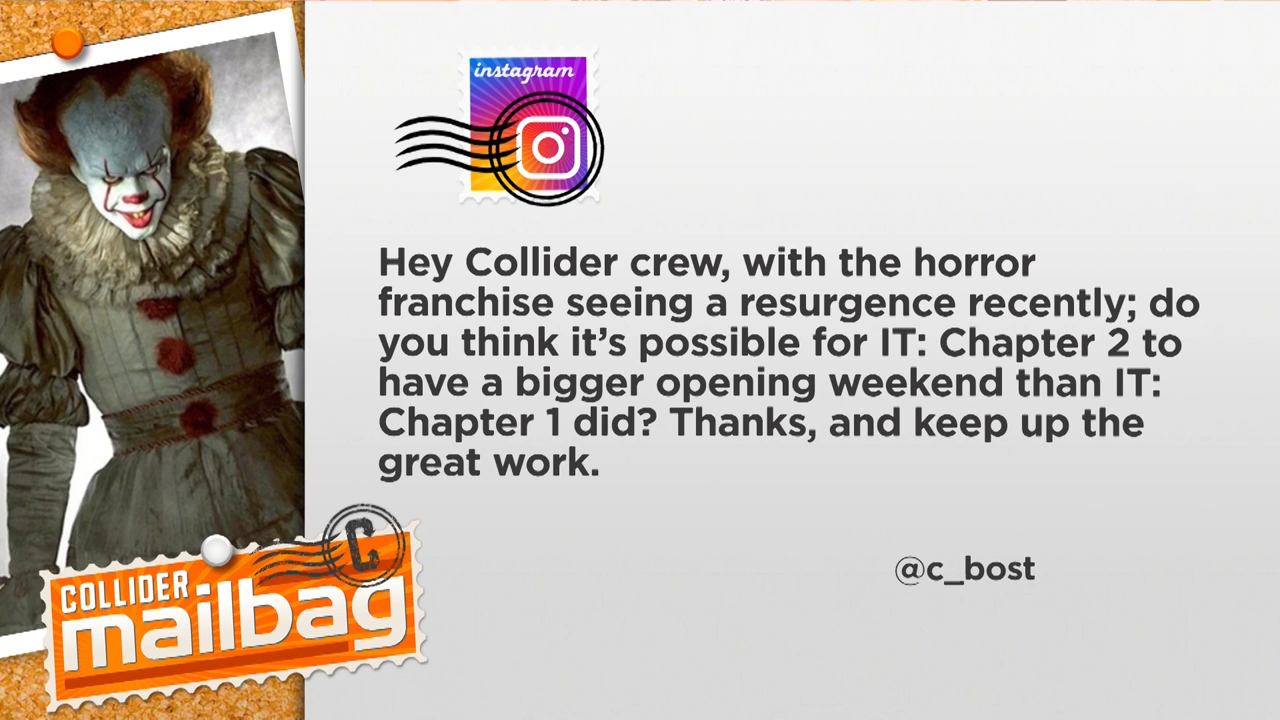 instagram
Hey Collider crew, with the horror
franchise seeing a resurgence recently; do
you think it’s possible for IT: Chapter 2 to
have a bigger opening weekend than IT:
Chapter 1 did? Thanks, and keep up the
great work.
@c_bost
C
COLLIDER
mailbag